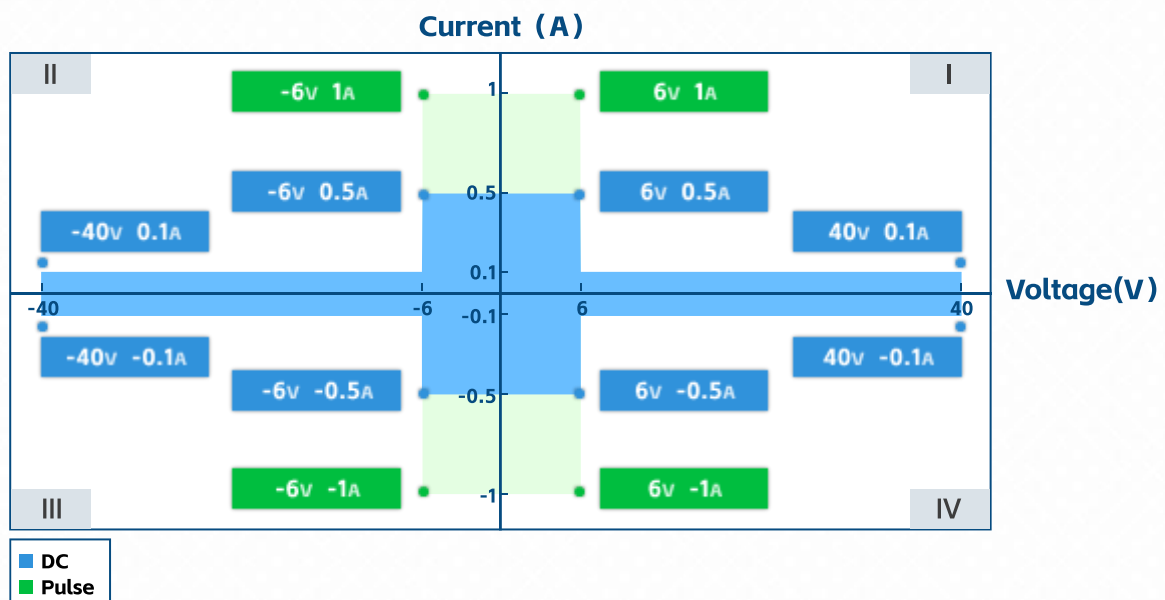 Current (A)
II
I
-6V 1A
1
6V 1A
-6V 0.5A
0.5
6V 0.5A
-40V 0.1A
40V 0.1A
0.1
Voltage(V)
-40
-6
-0.1
6
40
-40V -0.1A
40V -0.1A
-6V -0.5A
-0.5
6V -0.5A
-6V -1A
-1
6V -1A
III
IV
DC
Pulse